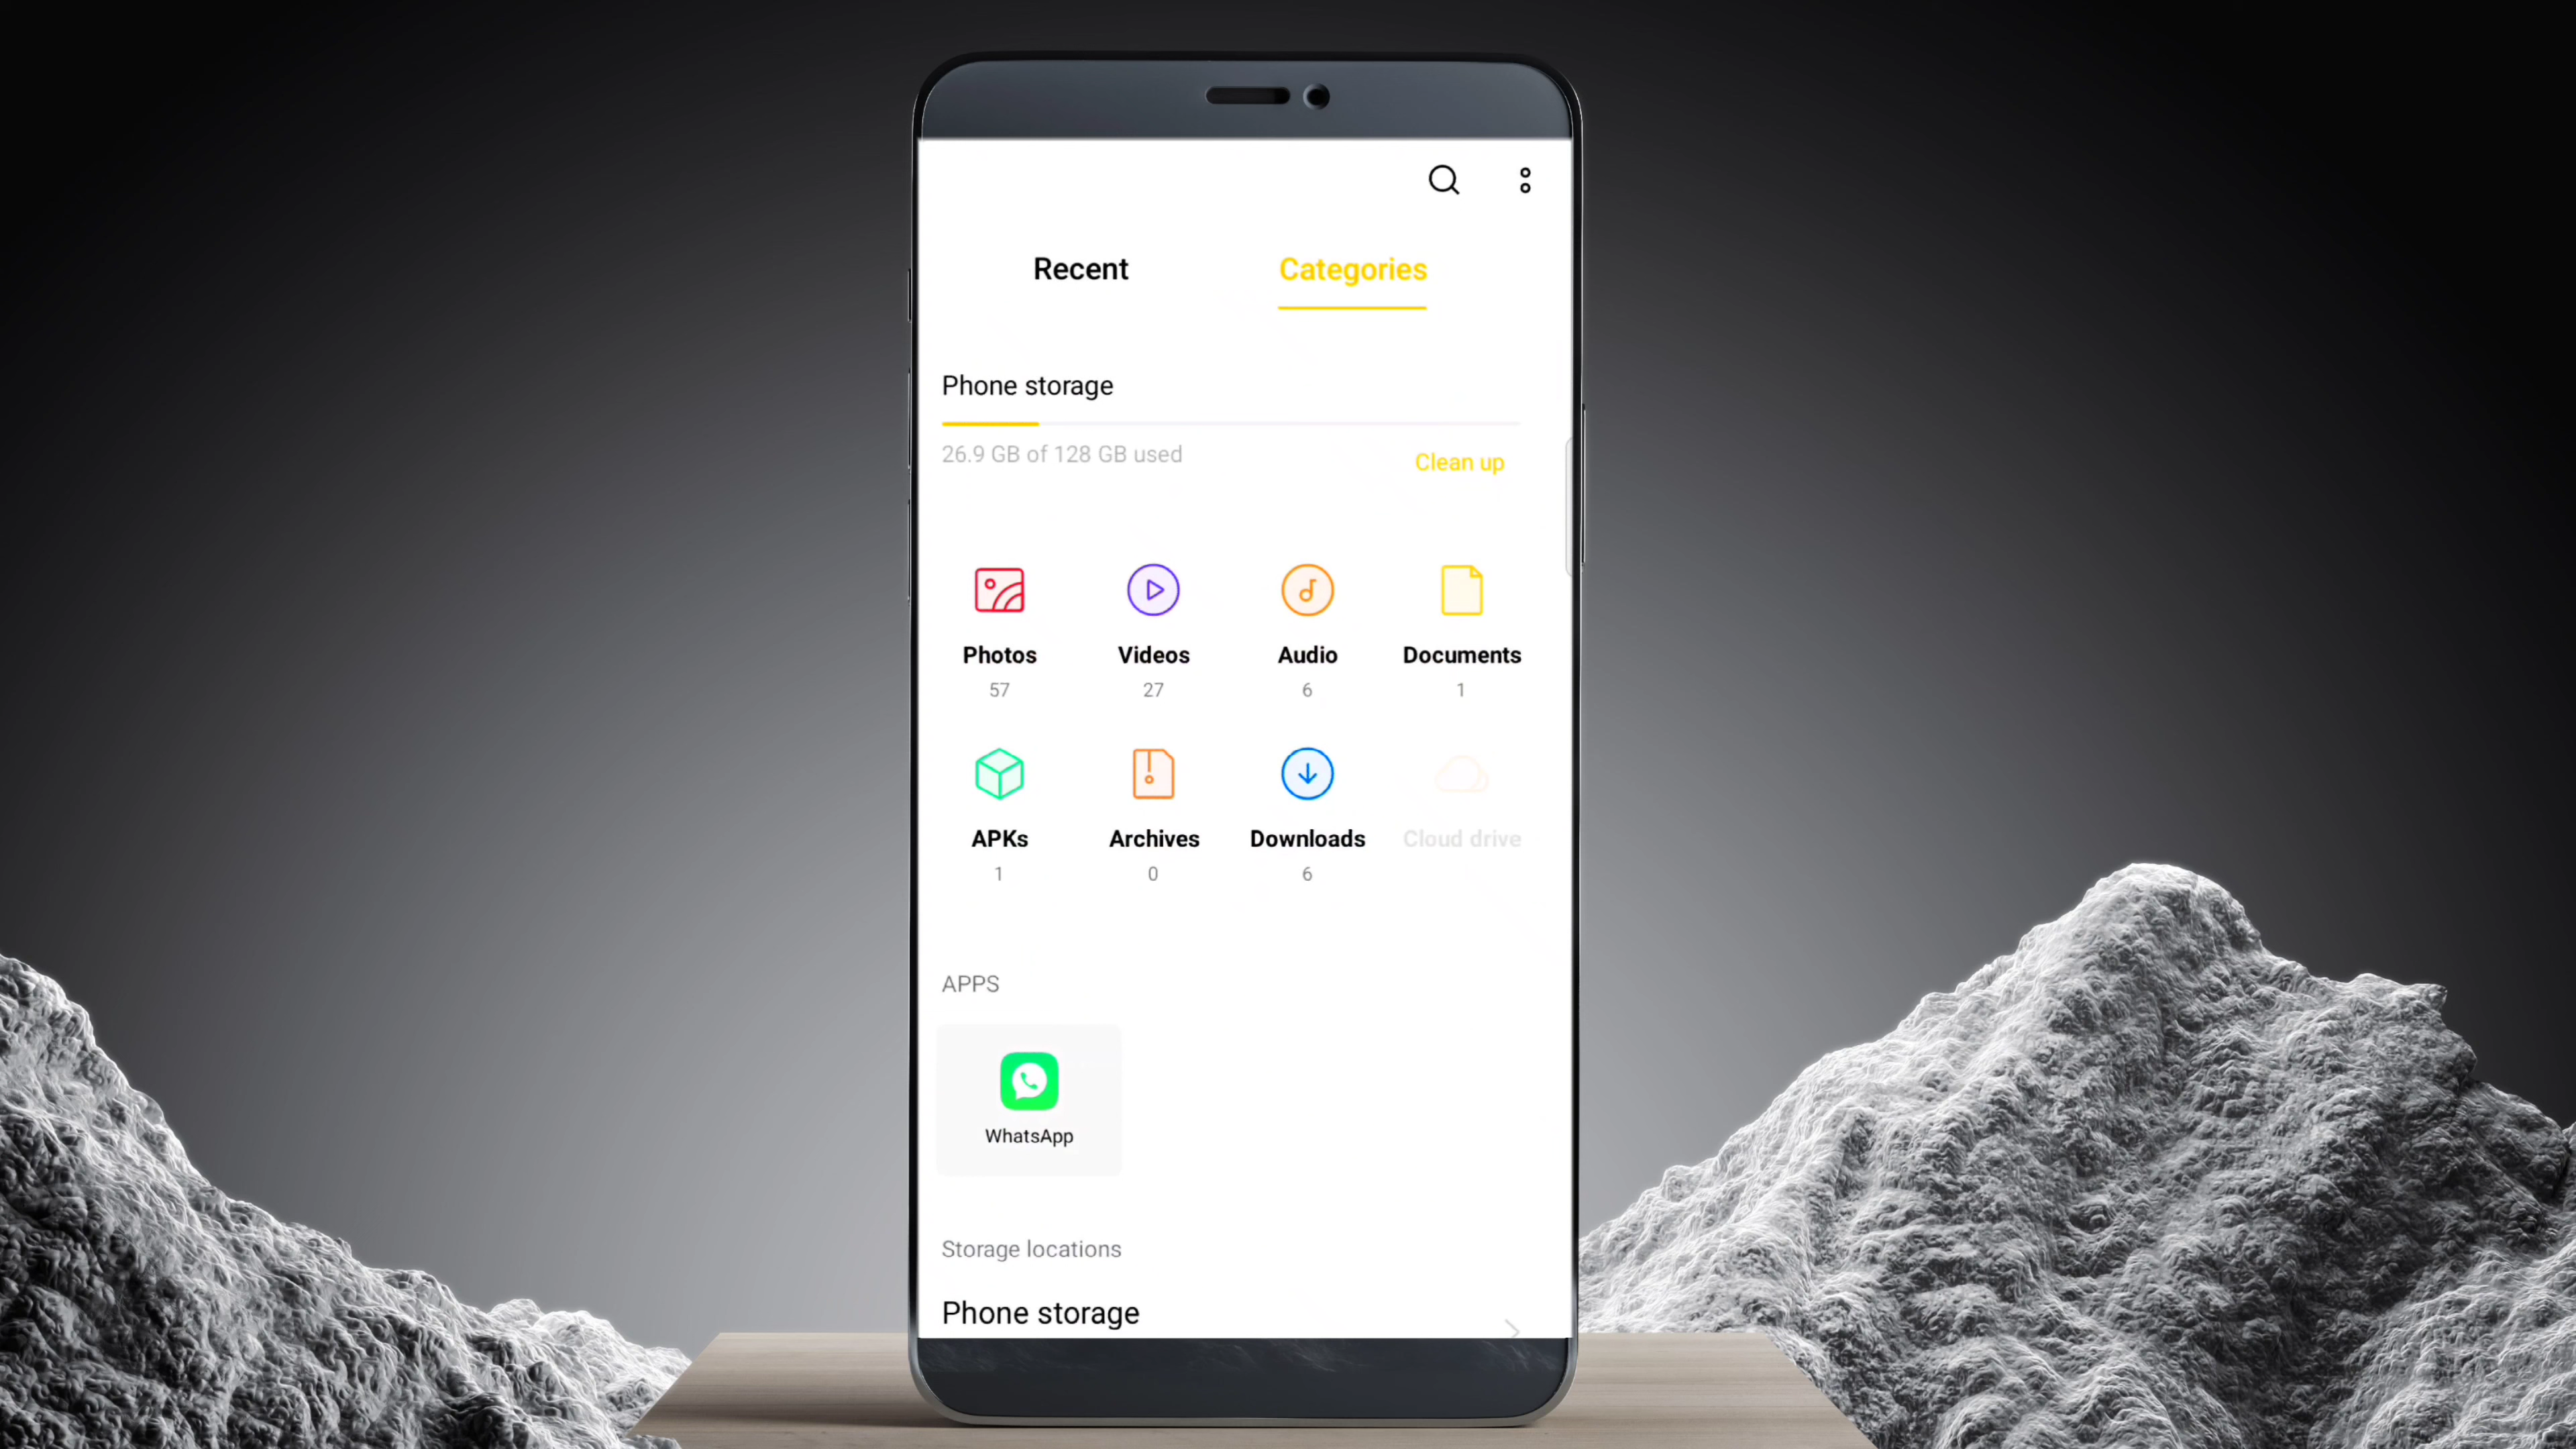 Recent Categories
Phone storage
26.9 GB of 128 GB used
Clean up
Photos Videos Audio Documents
57 27 6 1
APKs Archives Downloads Cloud drive
1 0 6
APPS
WhatsApp
Storage locations
Phone storage